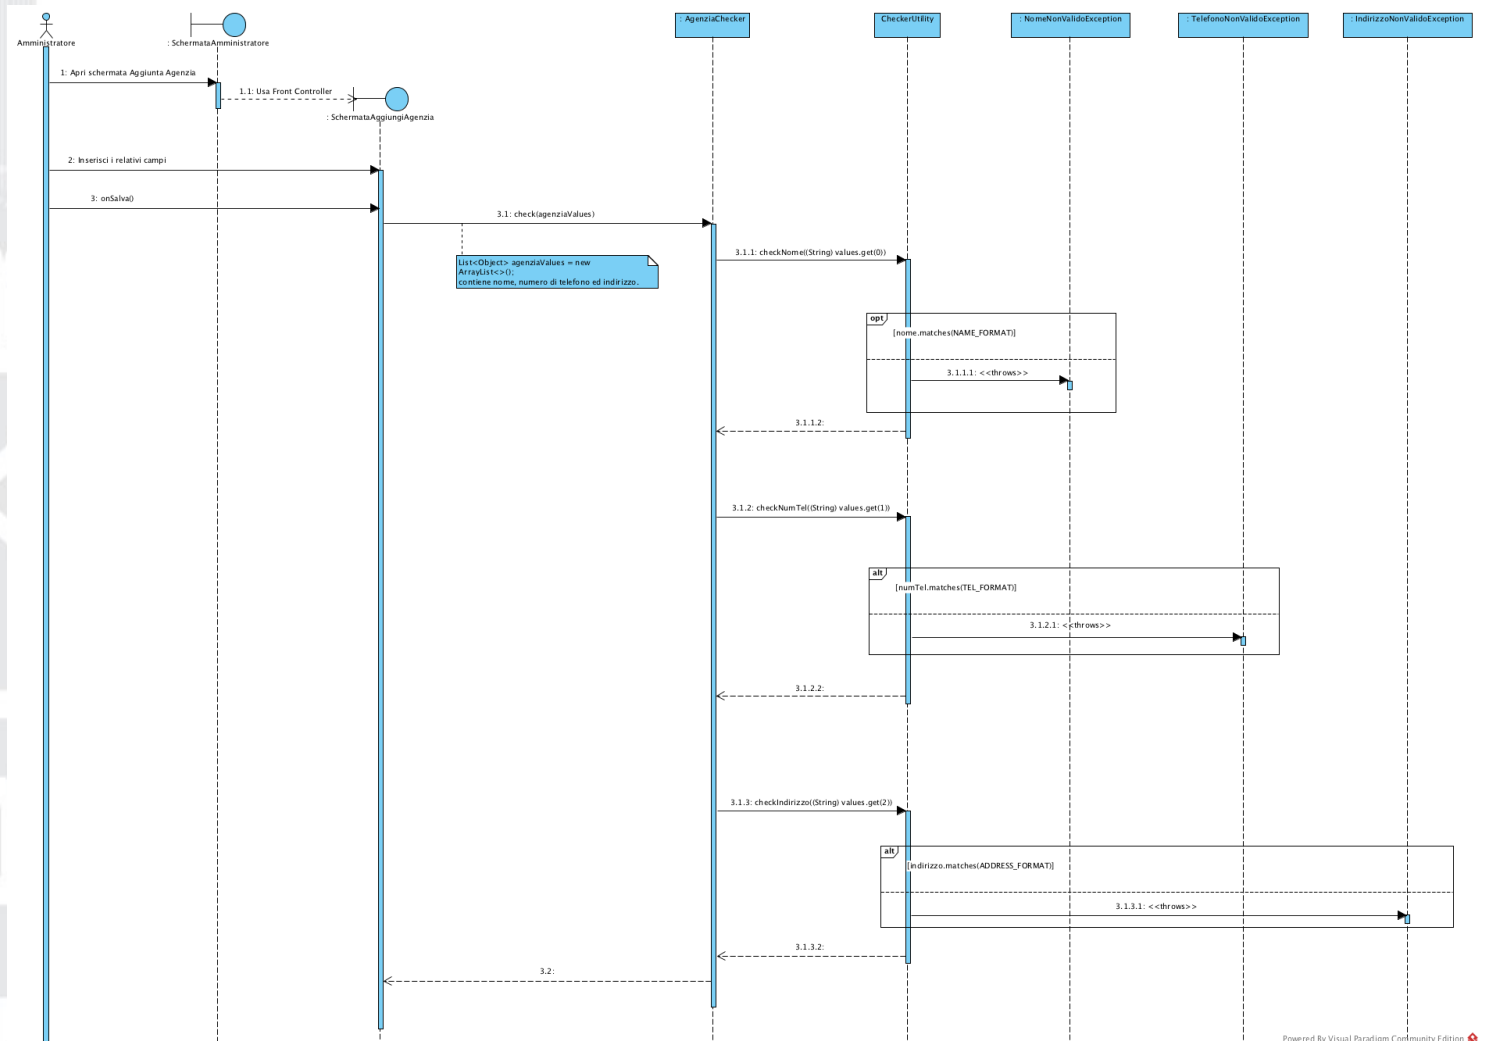 : AgenziaChecker
CheckerUtility
: NomeNonValidoException
: TelefonoNonValidoException
: IndirizzoNonValidoException
Amministratore
: SchermataAmministratore
1: Apri schermata Aggiunta Agenzia
1.1: Usa Front Controller
: SchermataAggiungiAgenzia
2: Inserisci i relativi campi
3: onSalva()
3.1: check(agenziaValues)
List<Object> agenziaValues = new
ArrayList<>();
contiene nome, numero di telefono ed indirizzo.
3.1.1: checkNome((String) values.get(0))
opt
[nome.matches(NAME_FORMAT)]
3.1.1.1: <<throws>>
3.1.1.2:
3.1.2: checkNumTel((String) values.get(1))
alt
[numTel.matches(TEL_FORMAT)]
3.1.2.1: <<throws>>
3.1.2.2:
3.1.3: checkIndirizzo((String) values.get(2))
alt
[indirizzo.matches(ADDRESS_FORMAT)]
3.1.3.1: <<throws>>
3.1.3.2:
3.2:
Powered By Visual Paradigm Community Edition